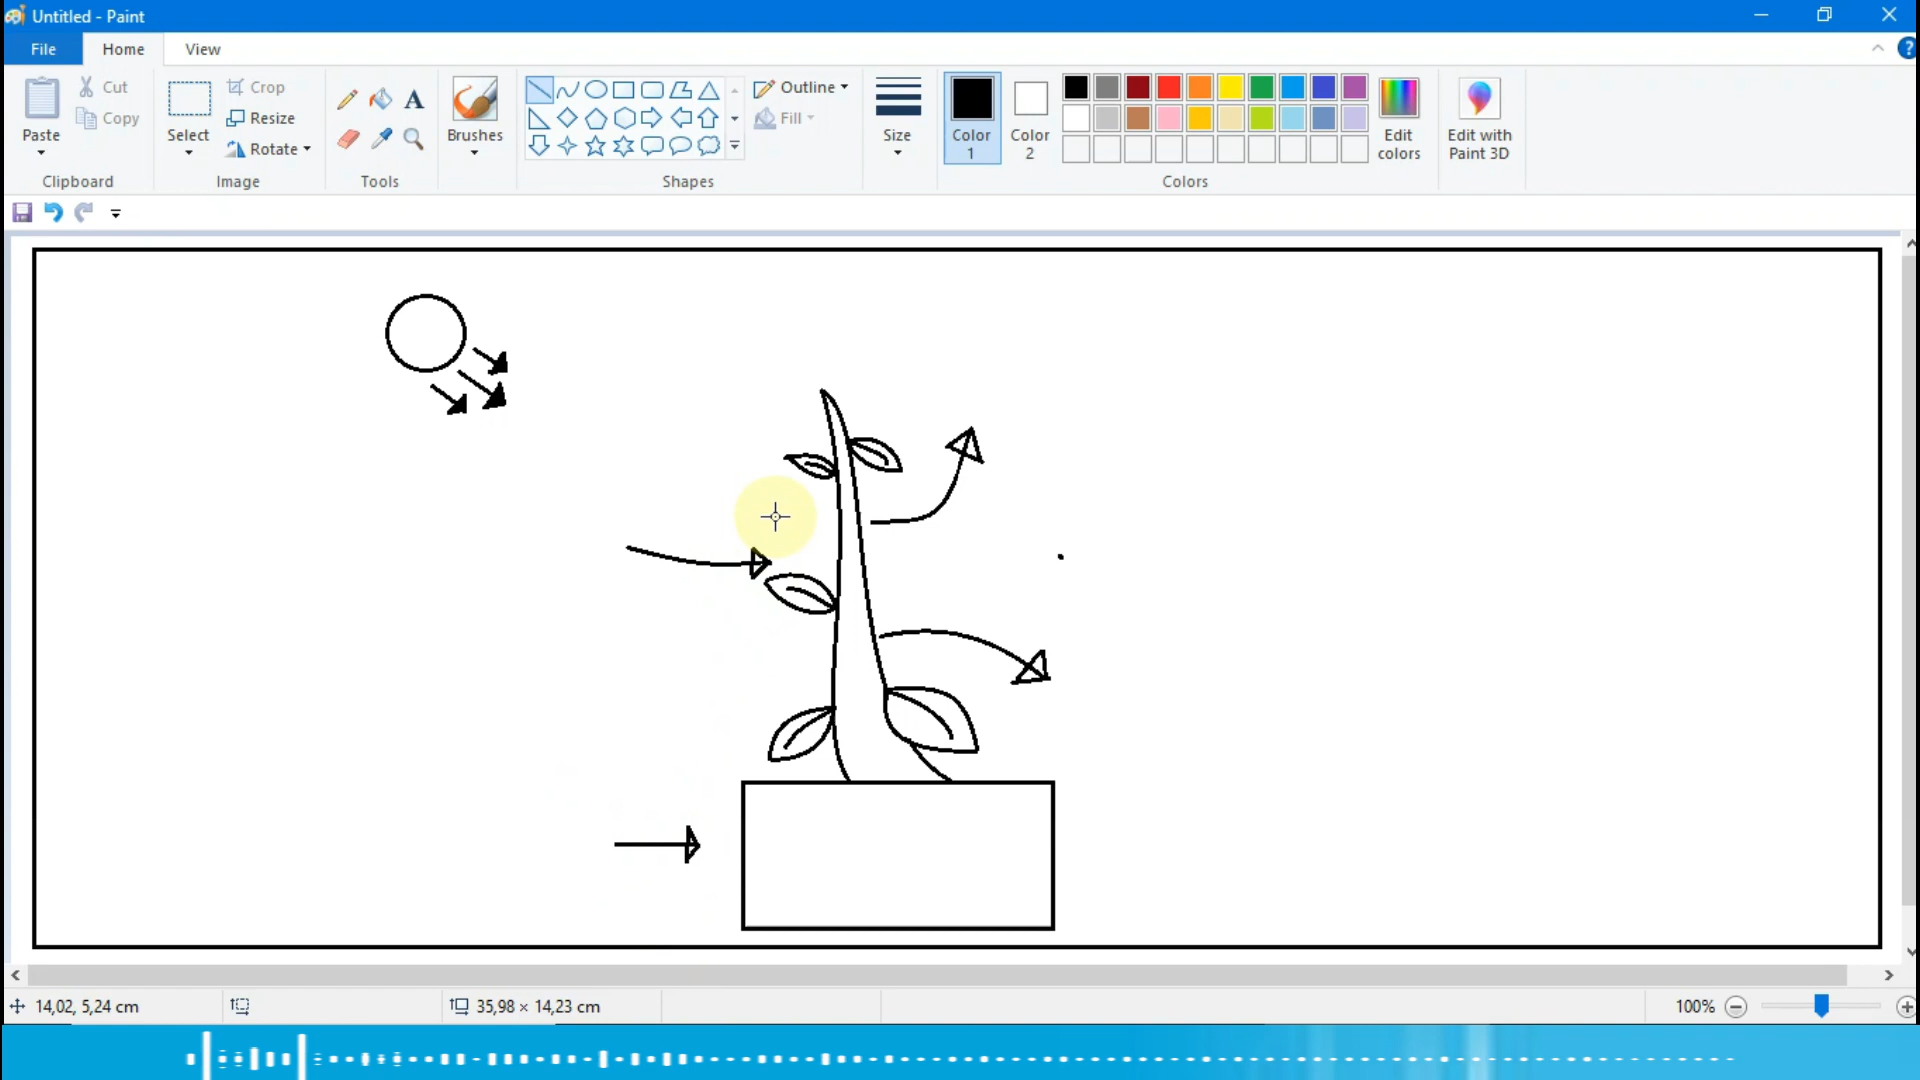 Untitled - Paint
File Home View
Paste
Cut
Copy
Clipboard
Select
Crop
Resize
Rotate
Image
A
Tools
Brushes
Shapes
Outline
Fill
Size
Color 1
Color 2
Edit colors
Colors
Edit with Paint 3D
?
14,02, 5,24 cm
35,98 × 14,23 cm
100%